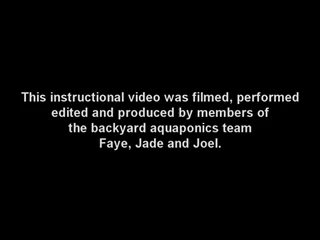 This instructional video was filmed, performed
edited and produced by members of
the backyard aquaponics team
Faye, Jade and Joel.